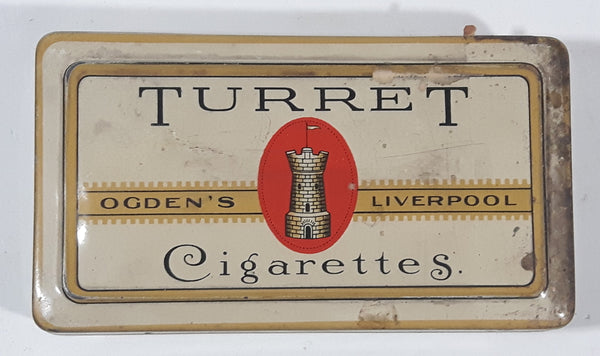 TURRET
OGDEN'S LIVERPOOL
Cigarettes.